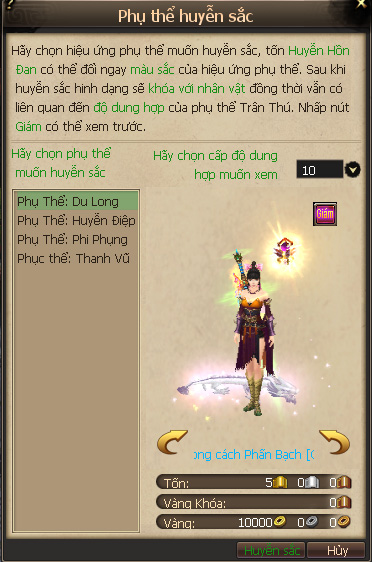 Phụ thể huyễn sắc
Hãy chọn hiệu ứng phụ thể muốn huyễn sắc, tốn Huyễn Hồn
Đan có thể đổi ngay màu sắc của hiệu ứng phụ thể. Sau khi
huyễn sắc hình dạng sẽ khóa với nhân vật đồng thời vẫn có
liên quan đến độ dung hợp của phụ thể Trân Thú. Nhấp nút
Giám có thể xem trước.
Hãy chọn phụ thể
muốn huyễn sắc
Hãy chọn cấp độ dung
hợp muốn xem
10
Phụ Thể: Du Long
Phụ Thể: Huyễn Điệp
Phụ Thể: Phi Phụng
Phục thể: Thanh Vũ
Giám
ong cách Phấn Bạch [
Tốn: 5 0 0
Vàng Khóa: 0
Vàng: 10000 0 0
Huyễn sắc
Hủy